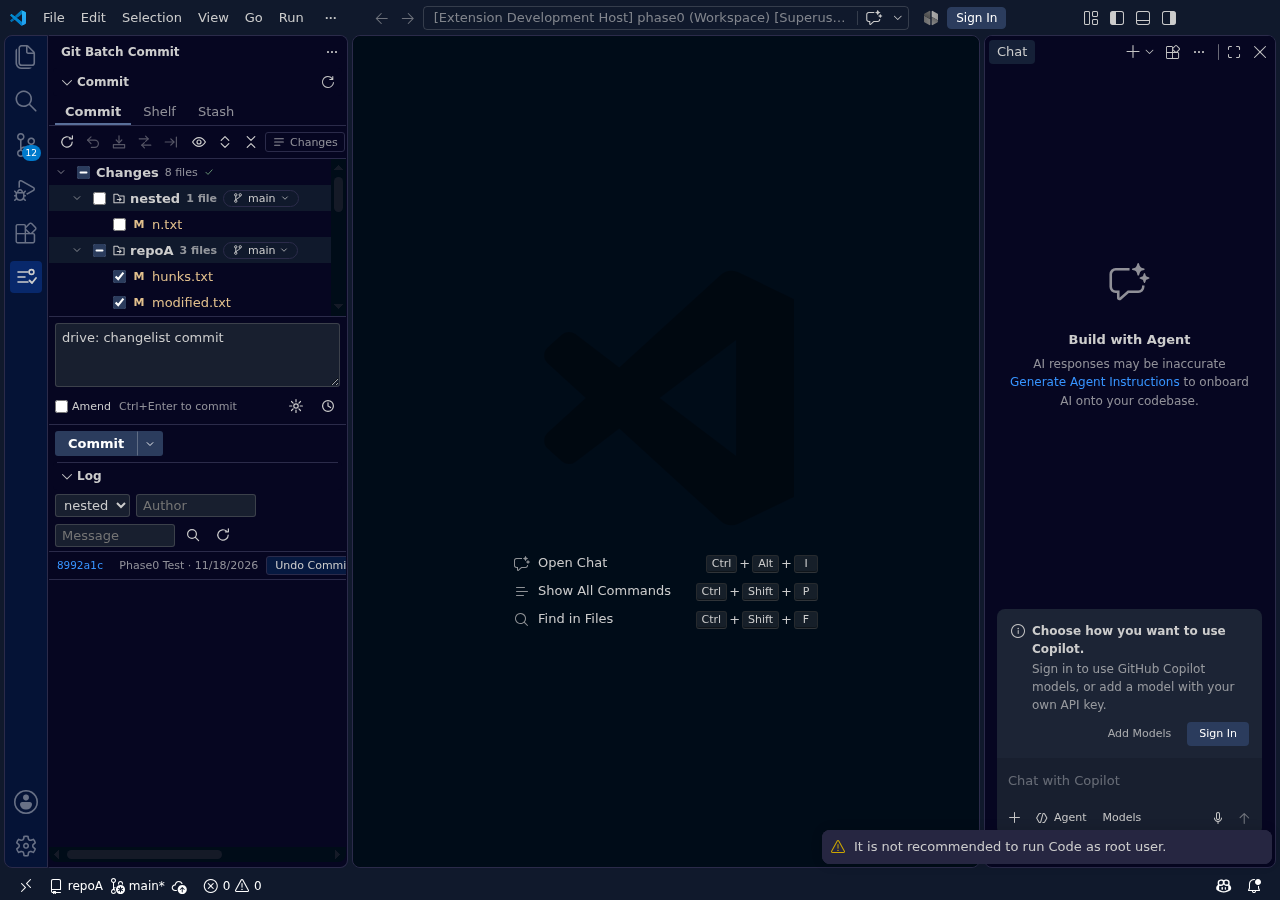 File Edit Selection View Go Run ···
[Extension Development Host] phase0 (Workspace) [Superus...
Sign In
Git Batch Commit
Commit
Commit Shelf Stash
Changes
Changes 8 files
nested 1 file main
M n.txt
repoA 3 files main
M hunks.txt
M modified.txt
12
drive: changelist commit
Amend Ctrl+Enter to commit
Commit
Log
nested Author
Message
8992a1c Phase0 Test · 11/18/2026 Undo Commi
Open Chat Ctrl + Alt + I
Show All Commands Ctrl + Shift + P
Find in Files Ctrl + Shift + F
Chat
Build with Agent
AI responses may be inaccurate
Generate Agent Instructions to onboard
AI onto your codebase.
Choose how you want to use
Copilot.
Sign in to use GitHub Copilot
models, or add a model with your
own API key.
Add Models Sign In
Chat with Copilot
Agent Models
It is not recommended to run Code as root user.
repoA main* 0 0